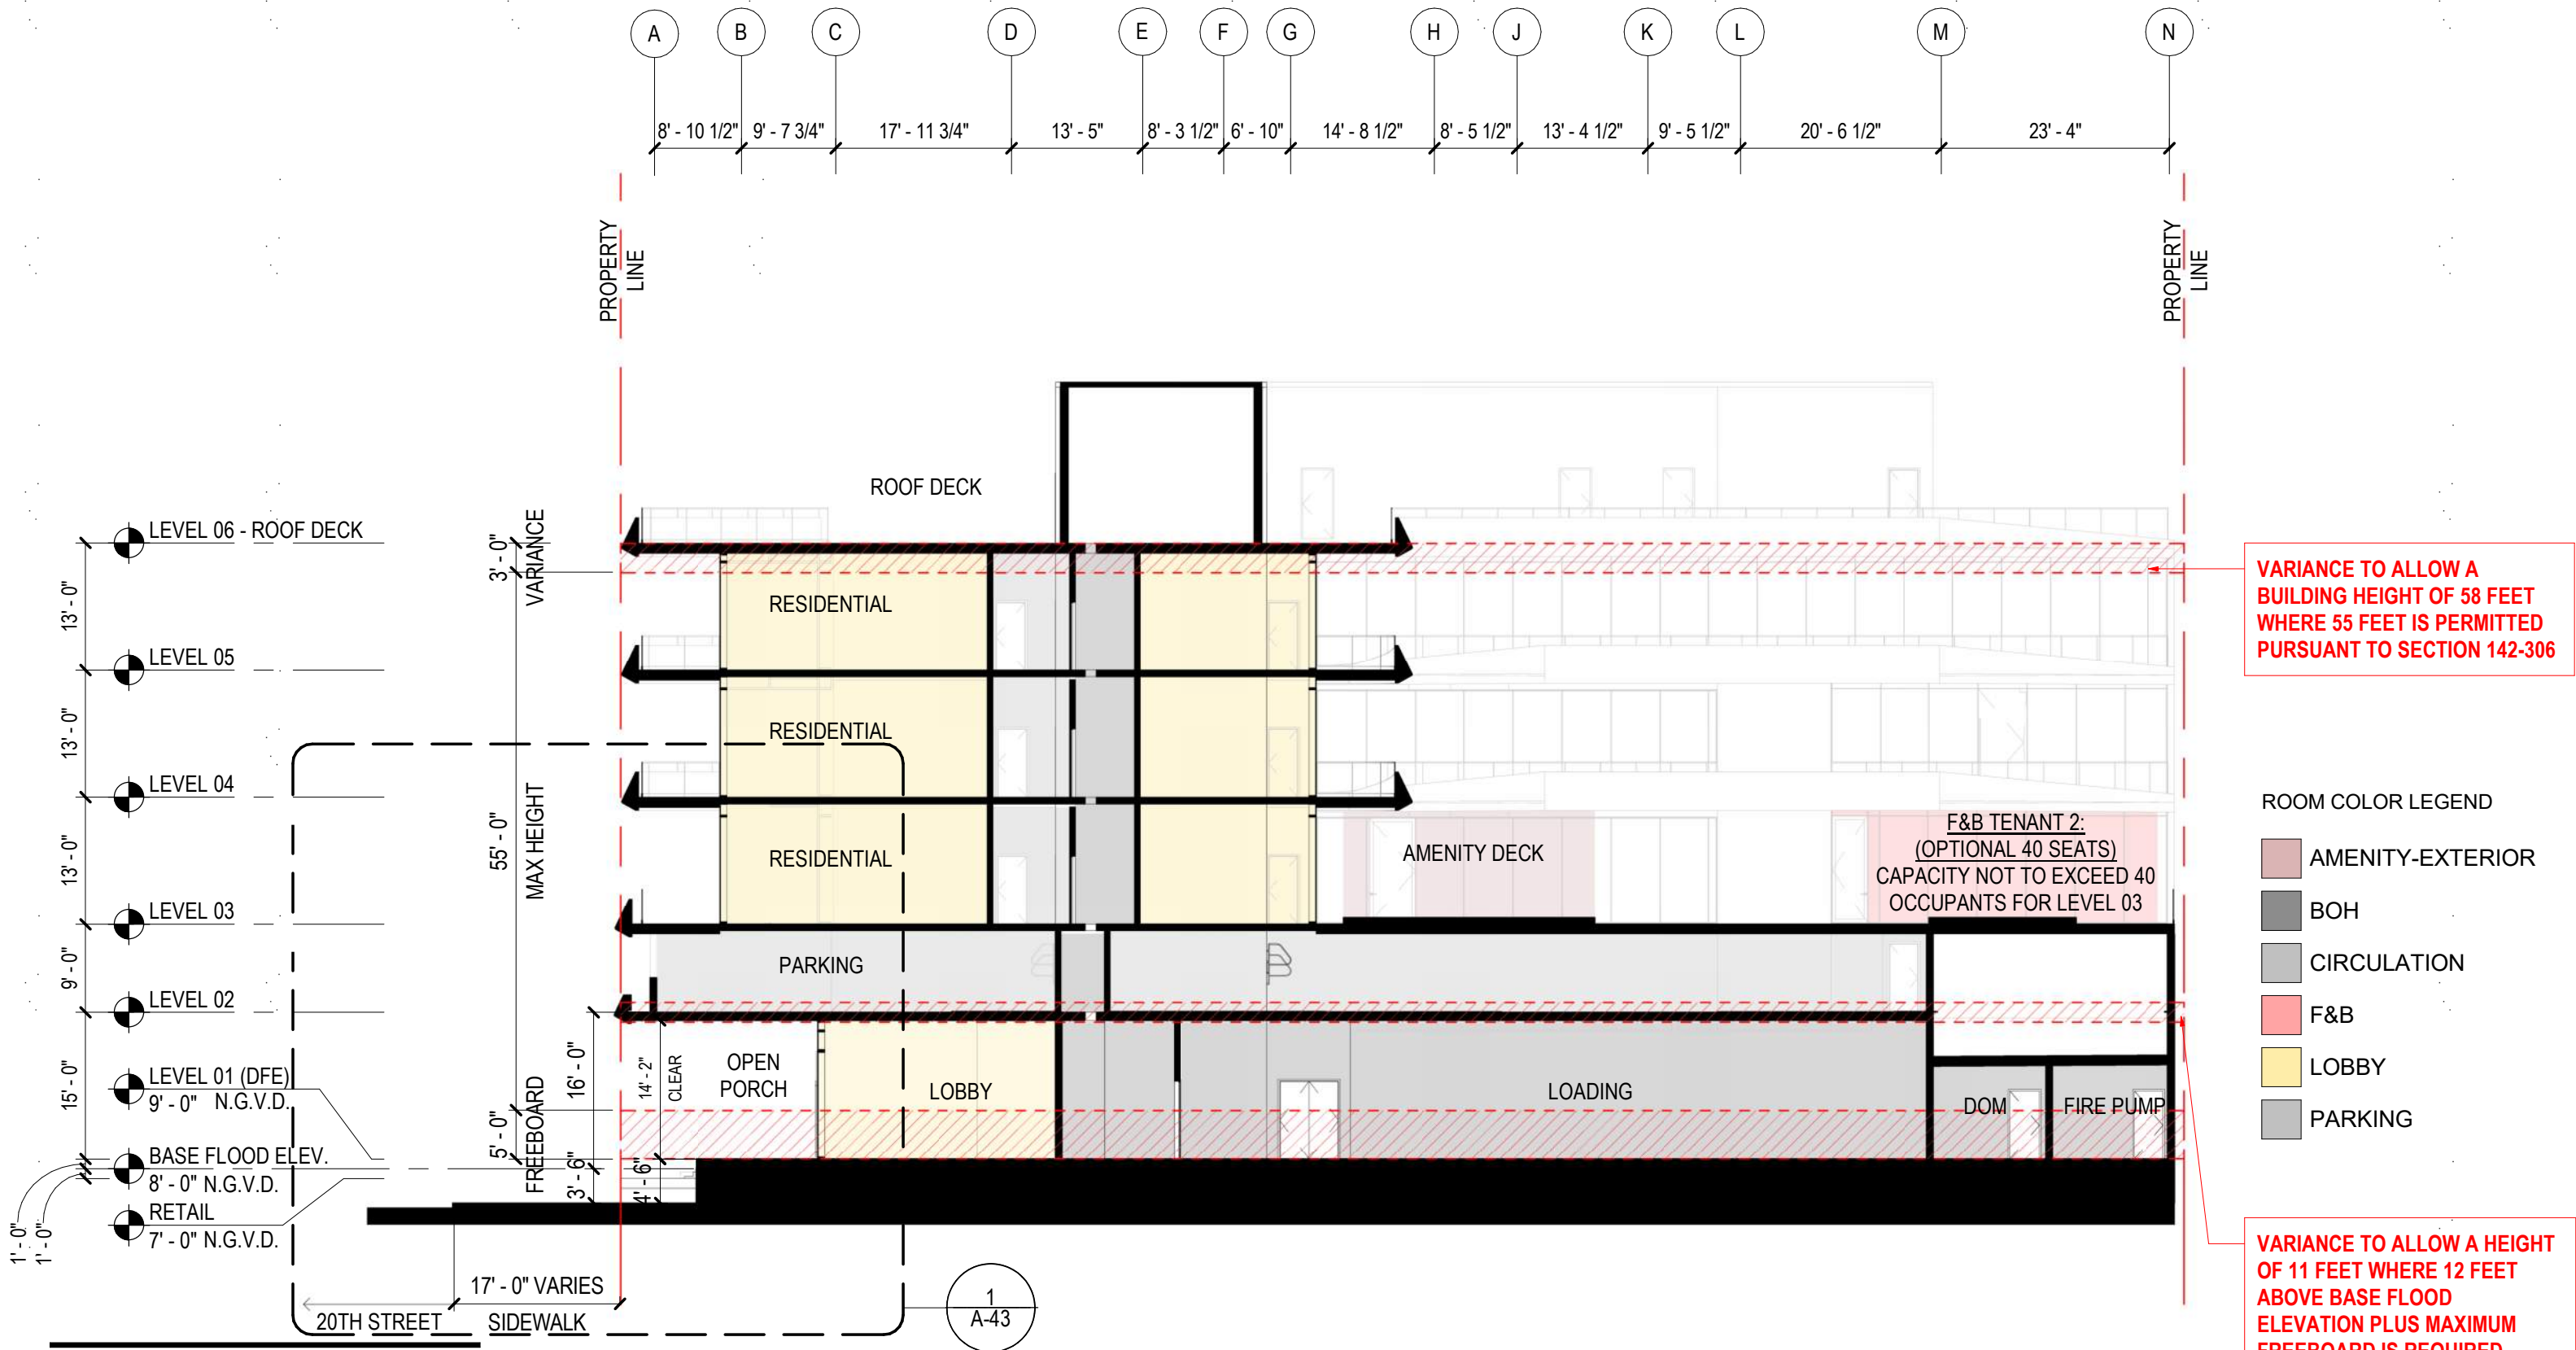 A B C D E F G H J K L M N
8' - 10 1/2" 9' - 7 3/4" 17' - 11 3/4" 13' - 5" 8' - 3 1/2" 6' - 10" 14' - 8 1/2" 8' - 5 1/2" 13' - 4 1/2" 9' - 5 1/2" 20' - 6 1/2" 23' - 4"
PROPERTY
LINE
PROPERTY
LINE
ROOF DECK
LEVEL 06 - ROOF DECK
13' - 0"
LEVEL 05
13' - 0"
LEVEL 04
13' - 0"
LEVEL 03
9' - 0"
LEVEL 02
15' - 0"
LEVEL 01 (DFE)
9' - 0" N.G.V.D.
BASE FLOOD ELEV.
8' - 0" N.G.V.D.
RETAIL
7' - 0" N.G.V.D.
1' - 0"
1' - 0"
3' - 0"
VARIANCE
55' - 0"
MAX HEIGHT
5' - 0"
FREEBOARD
16' - 0"
3' - 6"
14' - 2"
CLEAR
4' - 6"
RESIDENTIAL
RESIDENTIAL
RESIDENTIAL
AMENITY DECK
F&B TENANT 2:
(OPTIONAL 40 SEATS)
CAPACITY NOT TO EXCEED 40
OCCUPANTS FOR LEVEL 03
PARKING
OPEN
PORCH
LOBBY
LOADING
DOM
FIRE PUMP
17' - 0" VARIES
20TH STREET
SIDEWALK
1
A-43
VARIANCE TO ALLOW A
BUILDING HEIGHT OF 58 FEET
WHERE 55 FEET IS PERMITTED
PURSUANT TO SECTION 142-306
ROOM COLOR LEGEND
AMENITY-EXTERIOR
BOH
CIRCULATION
F&B
LOBBY
PARKING
VARIANCE TO ALLOW A HEIGHT
OF 11 FEET WHERE 12 FEET
ABOVE BASE FLOOD
ELEVATION PLUS MAXIMUM
FREEBOARD IS REQUIRED